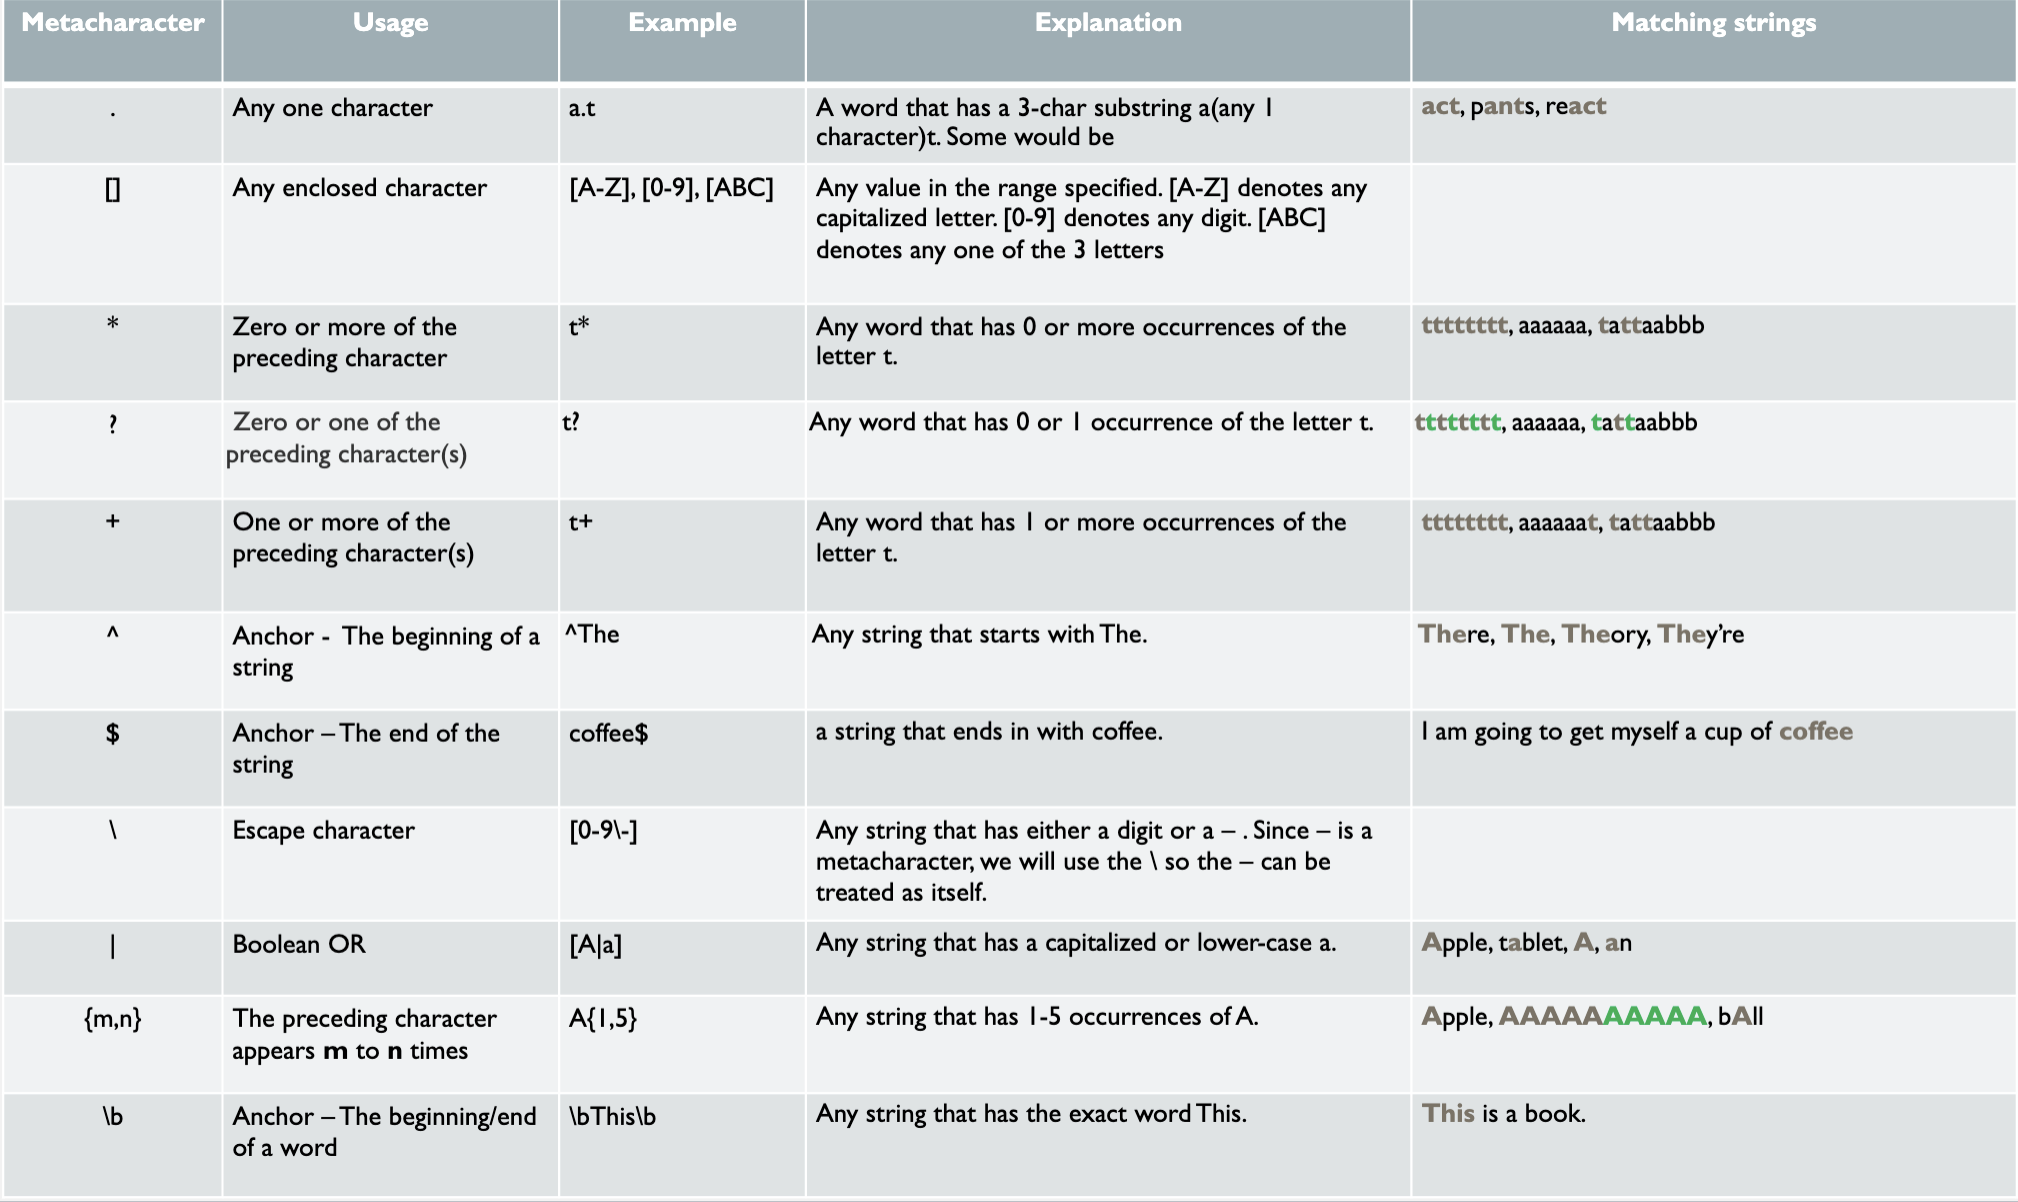 Metacharacter Usage Example Explanation Matching strings
. Any one character a.t A word that has a 3-char substring a(any 1 act, pants, react
character)t. Some would be
[] Any enclosed character [A-Z], [0-9], [ABC] Any value in the range specified. [A-Z] denotes any
capitalized letter. [0-9] denotes any digit. [ABC]
denotes any one of the 3 letters
* Zero or more of the t* Any word that has 0 or more occurrences of the tttttttt, aaaaaa, tattaabbb
preceding character letter t.
? Zero or one of the t? Any word that has 0 or 1 occurrence of the letter t. tttttttt, aaaaaa, tattaabbb
preceding character(s)
+ One or more of the t+ Any word that has 1 or more occurrences of the tttttttt, aaaaaat, tattaabbb
preceding character(s) letter t.
^ Anchor - The beginning of a ^The Any string that starts with The. There, The, Theory, They’re
string
$ Anchor – The end of the coffee$ a string that ends in with coffee. I am going to get myself a cup of coffee
string
\ Escape character [0-9\-] Any string that has either a digit or a – . Since – is a
metacharacter, we will use the \ so the – can be
treated as itself.
| Boolean OR [A|a] Any string that has a capitalized or lower-case a. Apple, tablet, A, an
{m,n} The preceding character A{1,5} Any string that has 1-5 occurrences of A. Apple, AAAAAAAAAA, bAll
appears m to n times
\b Anchor – The beginning/end \bThis\b Any string that has the exact word This. This is a book.
of a word